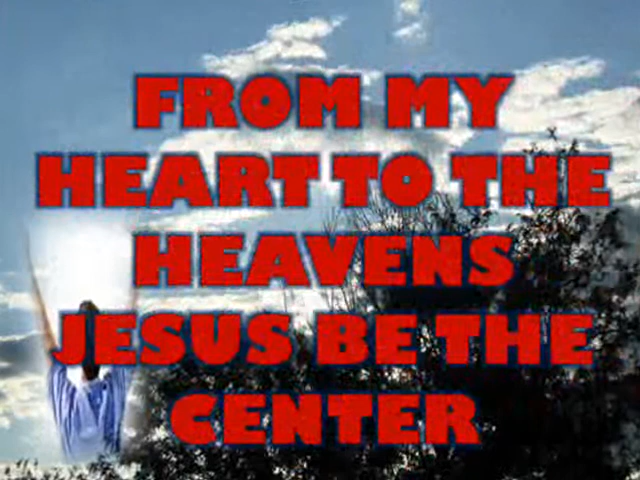 FROM MY
HEART TO THE
HEAVENS
JESUS BE THE
CENTER